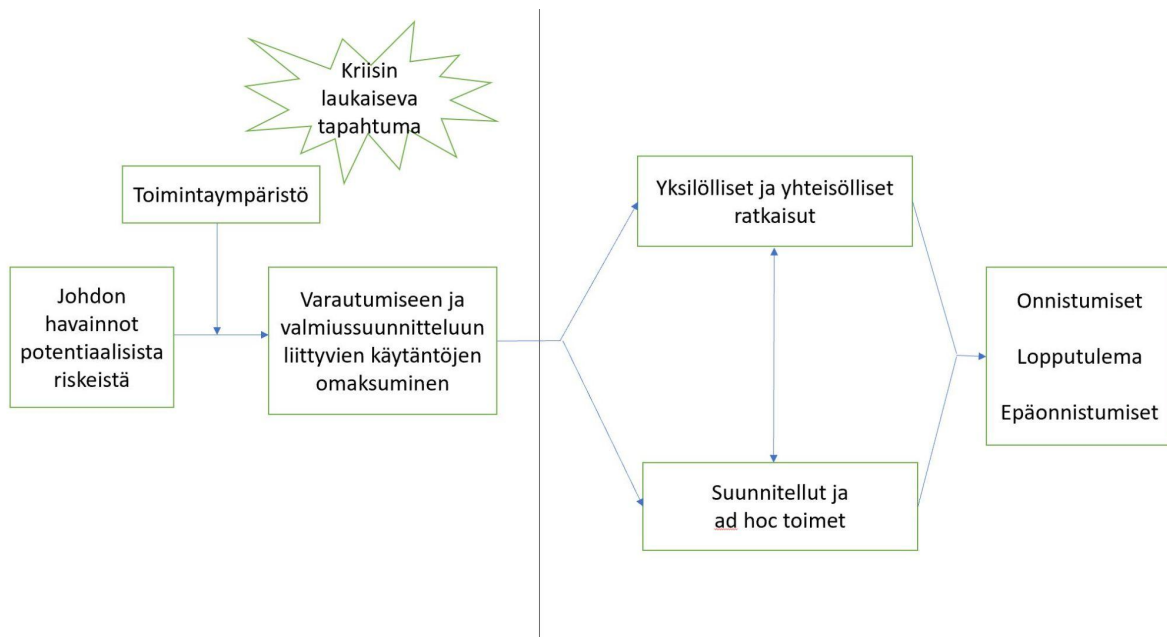 Kriisin
laukaiseva
tapahtuma
Toimintaympäristö
Johdon
havainnot
potentiaalisista
riskeistä
Varautumiseen ja
valmiussuunnitteluun
liittyvien käytäntöjen
omaksuminen
Yksilölliset ja yhteisölliset
ratkaisut
Suunnitellut ja
ad hoc toimet
Onnistumiset
Lopputulema
Epäonnistumiset